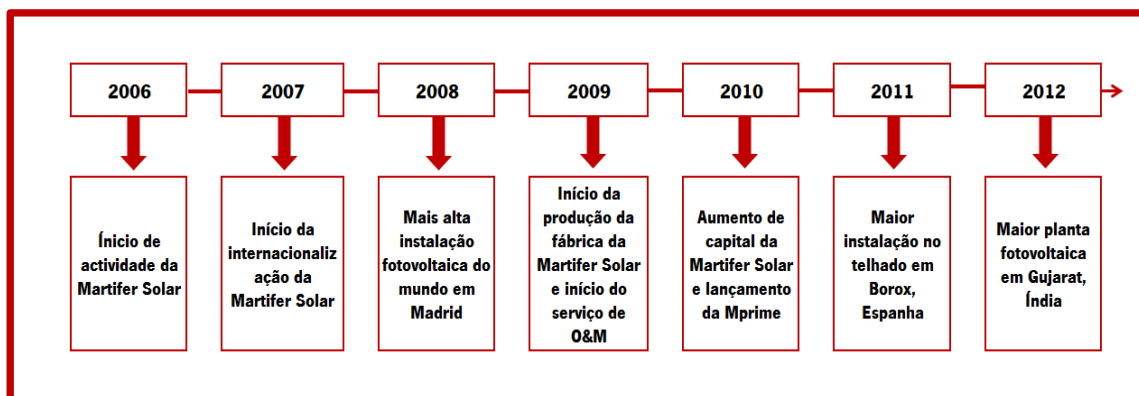 2006
2007
2008
2009
2010
2011
2012
Ínicio de
actividade da
Martifer Solar
Início da
internacionaliz
ação da
Martifer Solar
Mais alta
instalação
fotovoltaica do
mundo em
Madrid
Início da
produção da
fábrica da
Martifer Solar
e início do
serviço de
O&M
Aumento de
capital da
Martifer Solar
e lançamento
da Mprime
Maior
instalação no
telhado em
Borox,
Espanha
Maior planta
fotovoltaica
em Gujarat,
Índia